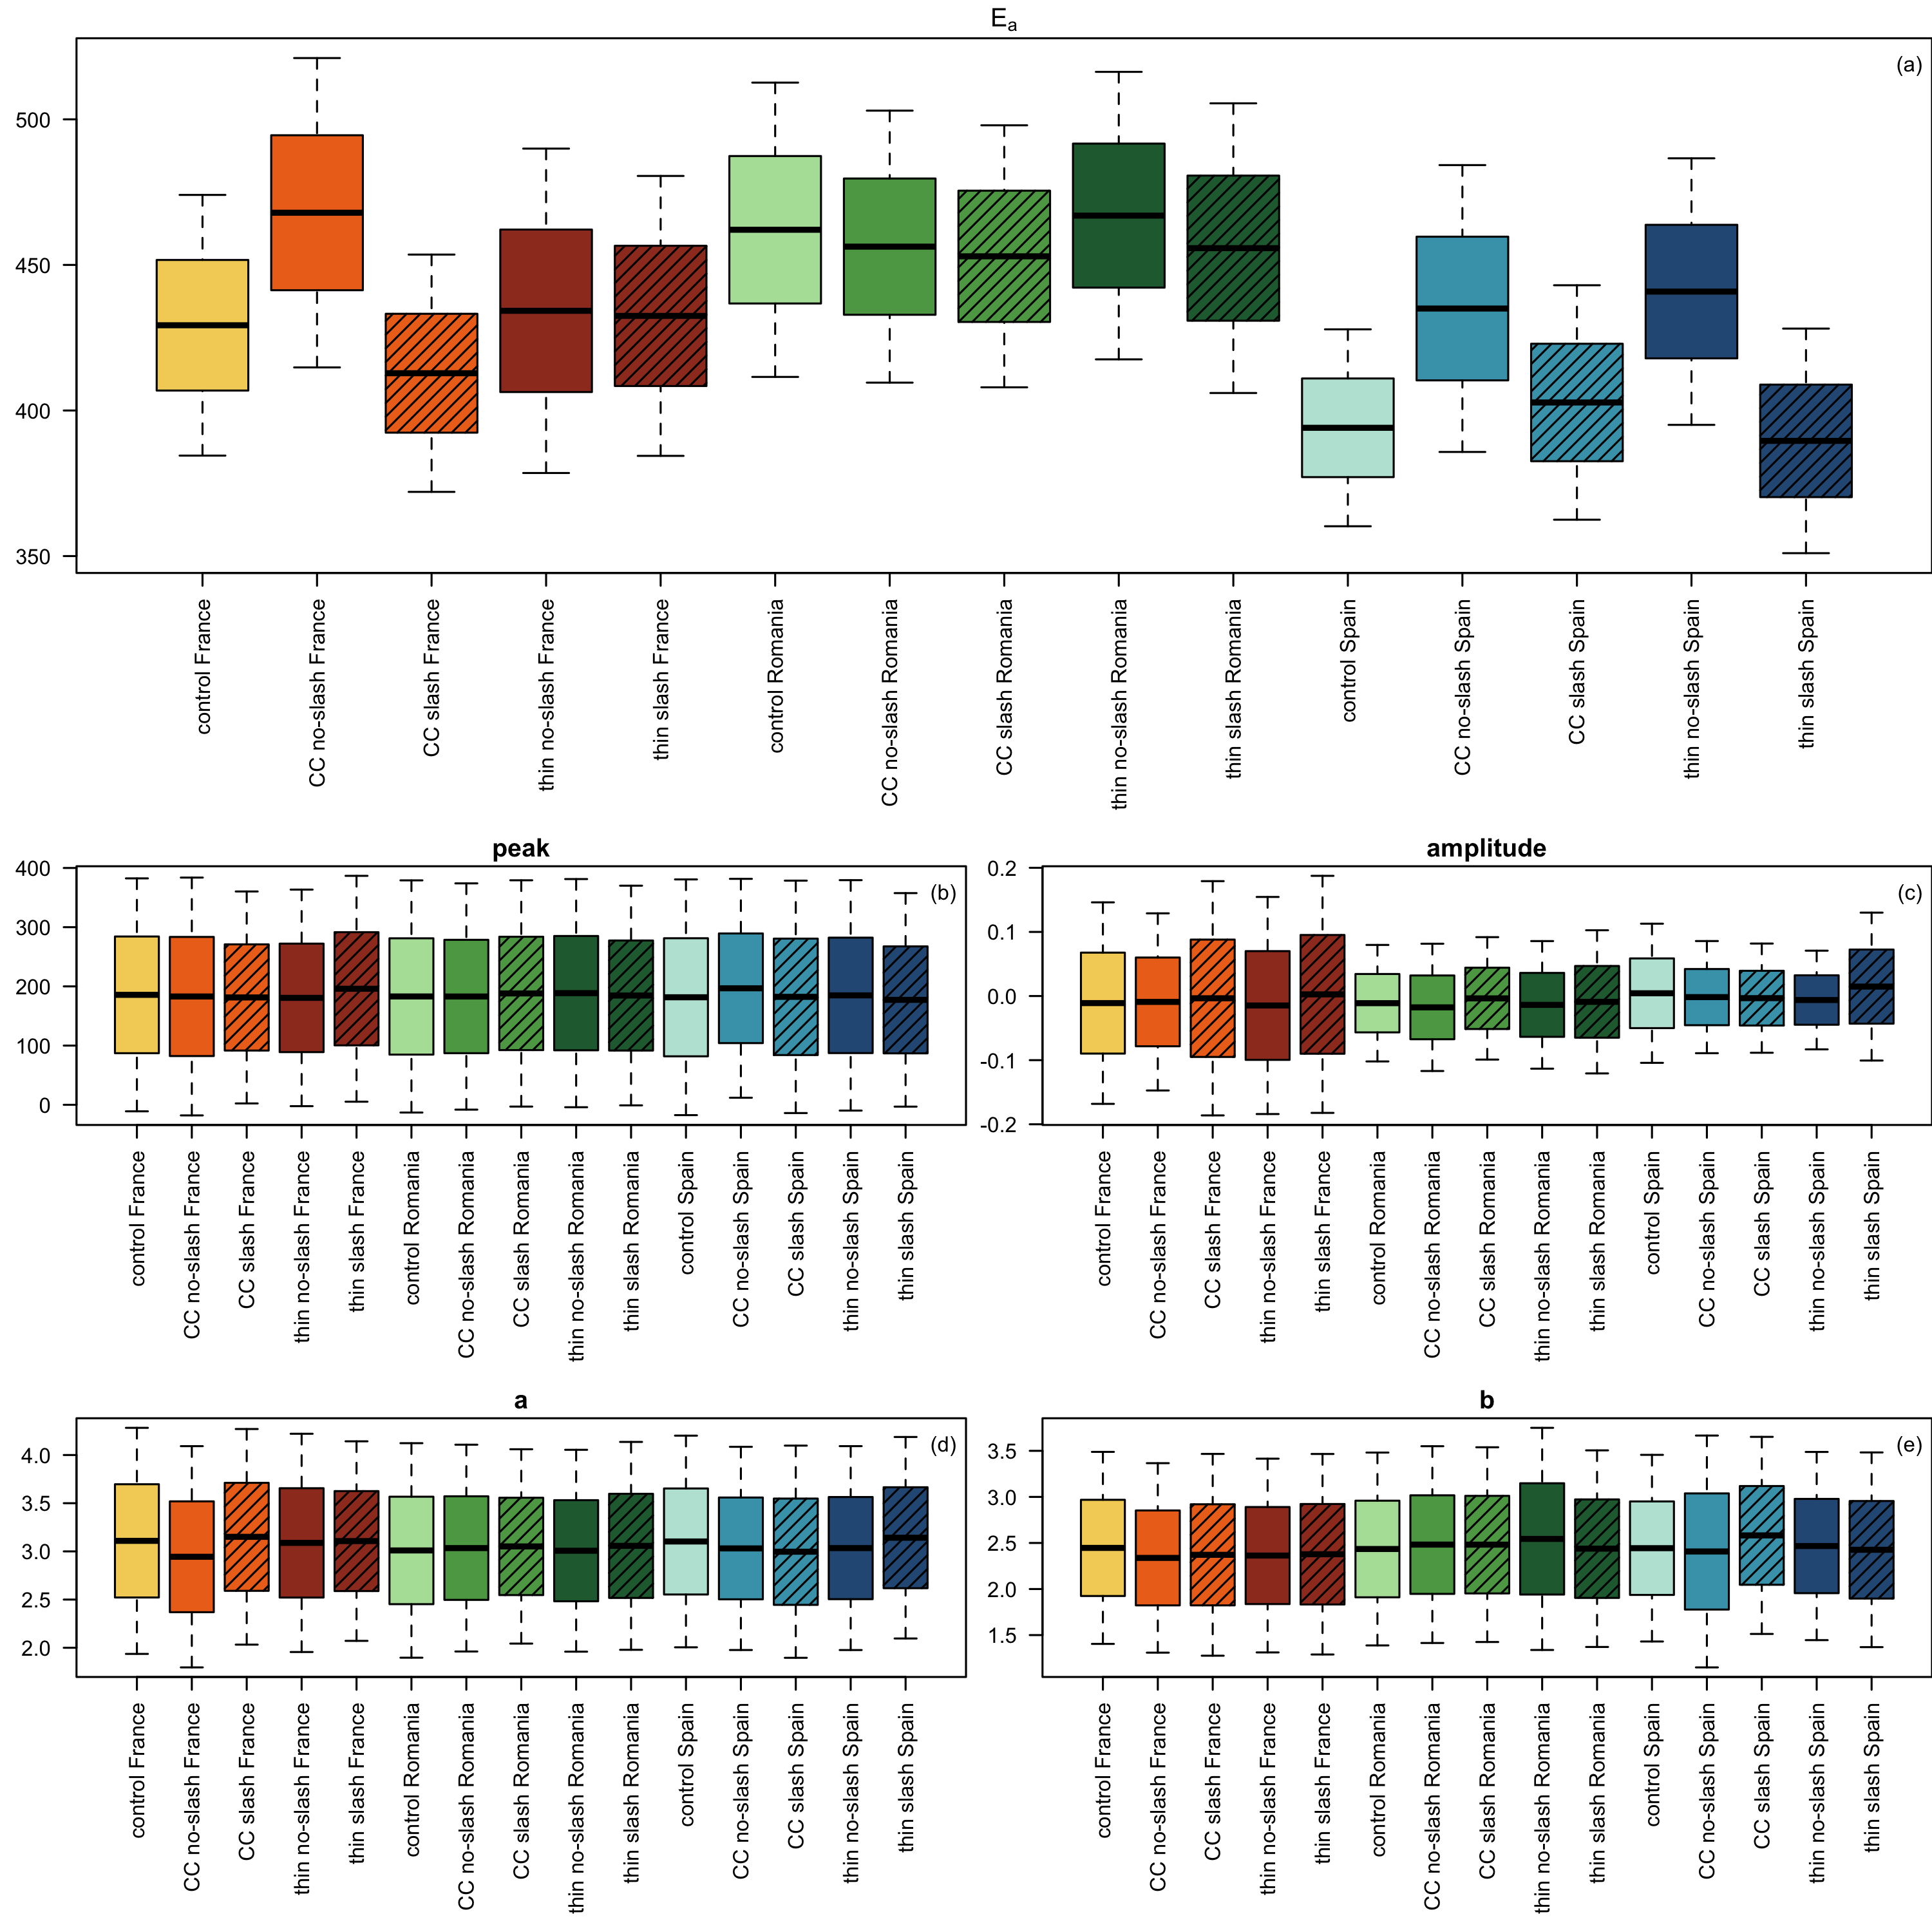 Ea
(a)
500
450
400
350
control France
CC no-slash France
CC slash France
thin no-slash France
thin slash France
control Romania
CC no-slash Romania
CC slash Romania
thin no-slash Romania
thin slash Romania
control Spain
CC no-slash Spain
CC slash Spain
thin no-slash Spain
thin slash Spain
peak
(b)
400
300
200
100
0
control France
CC no-slash France
CC slash France
thin no-slash France
thin slash France
control Romania
CC no-slash Romania
CC slash Romania
thin no-slash Romania
thin slash Romania
control Spain
CC no-slash Spain
CC slash Spain
thin no-slash Spain
thin slash Spain
amplitude
(c)
0.2
0.1
0.0
-0.1
-0.2
control France
CC no-slash France
CC slash France
thin no-slash France
thin slash France
control Romania
CC no-slash Romania
CC slash Romania
thin no-slash Romania
thin slash Romania
control Spain
CC no-slash Spain
CC slash Spain
thin no-slash Spain
thin slash Spain
a
(d)
4.0
3.5
3.0
2.5
2.0
control France
CC no-slash France
CC slash France
thin no-slash France
thin slash France
control Romania
CC no-slash Romania
CC slash Romania
thin no-slash Romania
thin slash Romania
control Spain
CC no-slash Spain
CC slash Spain
thin no-slash Spain
thin slash Spain
b
(e)
3.5
3.0
2.5
2.0
1.5
control France
CC no-slash France
CC slash France
thin no-slash France
thin slash France
control Romania
CC no-slash Romania
CC slash Romania
thin no-slash Romania
thin slash Romania
control Spain
CC no-slash Spain
CC slash Spain
thin no-slash Spain
thin slash Spain